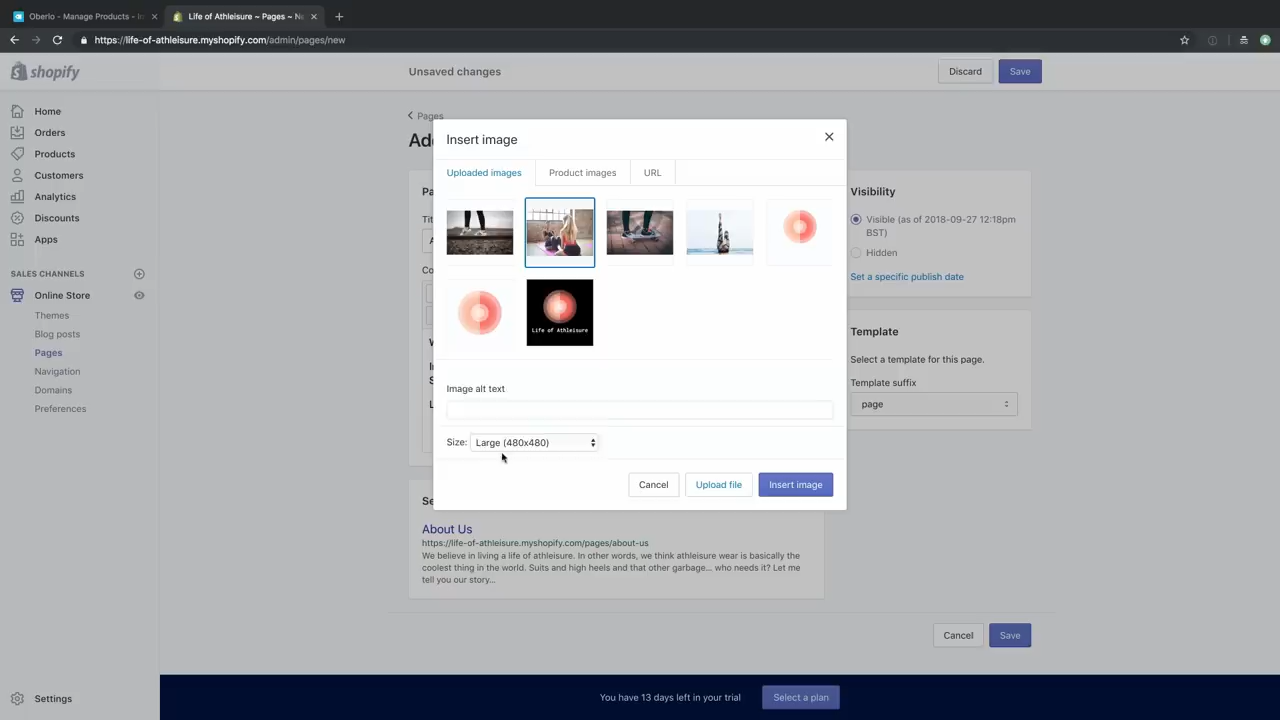 Oberlo - Manage Products - In
Life of Athleisure ~ Pages ~ Ne
https://life-of-athleisure.myshopify.com/admin/pages/new
shopify
Unsaved changes
Discard
Save
Home
Orders
Products
Customers
Analytics
Discounts
Apps
SALES CHANNELS
Online Store
Themes
Blog posts
Pages
Navigation
Domains
Preferences
Settings
Pages
Insert image
Uploaded images
Product images
URL
Life of Athleisure
Image alt text
Size:
Large (480x480)
Cancel
Upload file
Insert image
Visibility
Visible (as of 2018-09-27 12:18pm
BST)
Hidden
Set a specific publish date
Template
Select a template for this page.
Template suffix
page
About Us
https://life-of-athleisure.myshopify.com/pages/about-us
We believe in living a life of athleisure. In other words, we think athleisure wear is basically the
coolest thing in the world. Suits and high heels and that other garbage... who needs it? Let me
tell you our story...
Cancel
Save
You have 13 days left in your trial
Select a plan